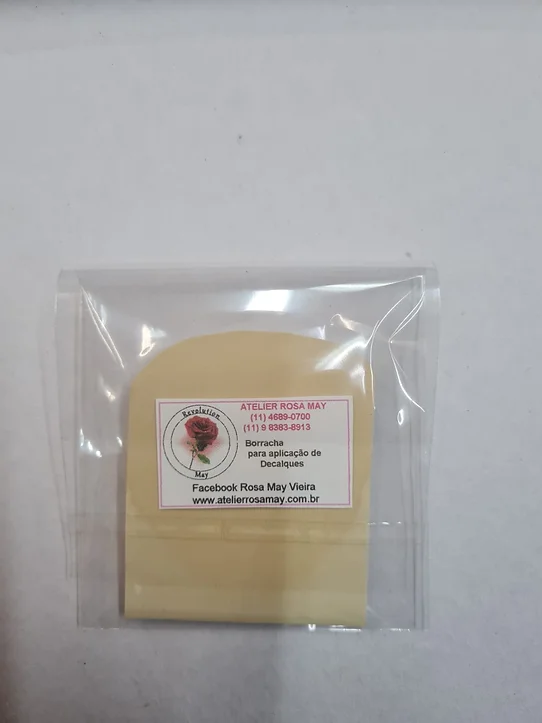 Revolution
May
ATELIER ROSA MAY
(11) 4689-0700
(11) 9 8383-8913
Borracha
para aplicação de
Decalques
Facebook Rosa May Vieira
www.atelierrosamay.com.br